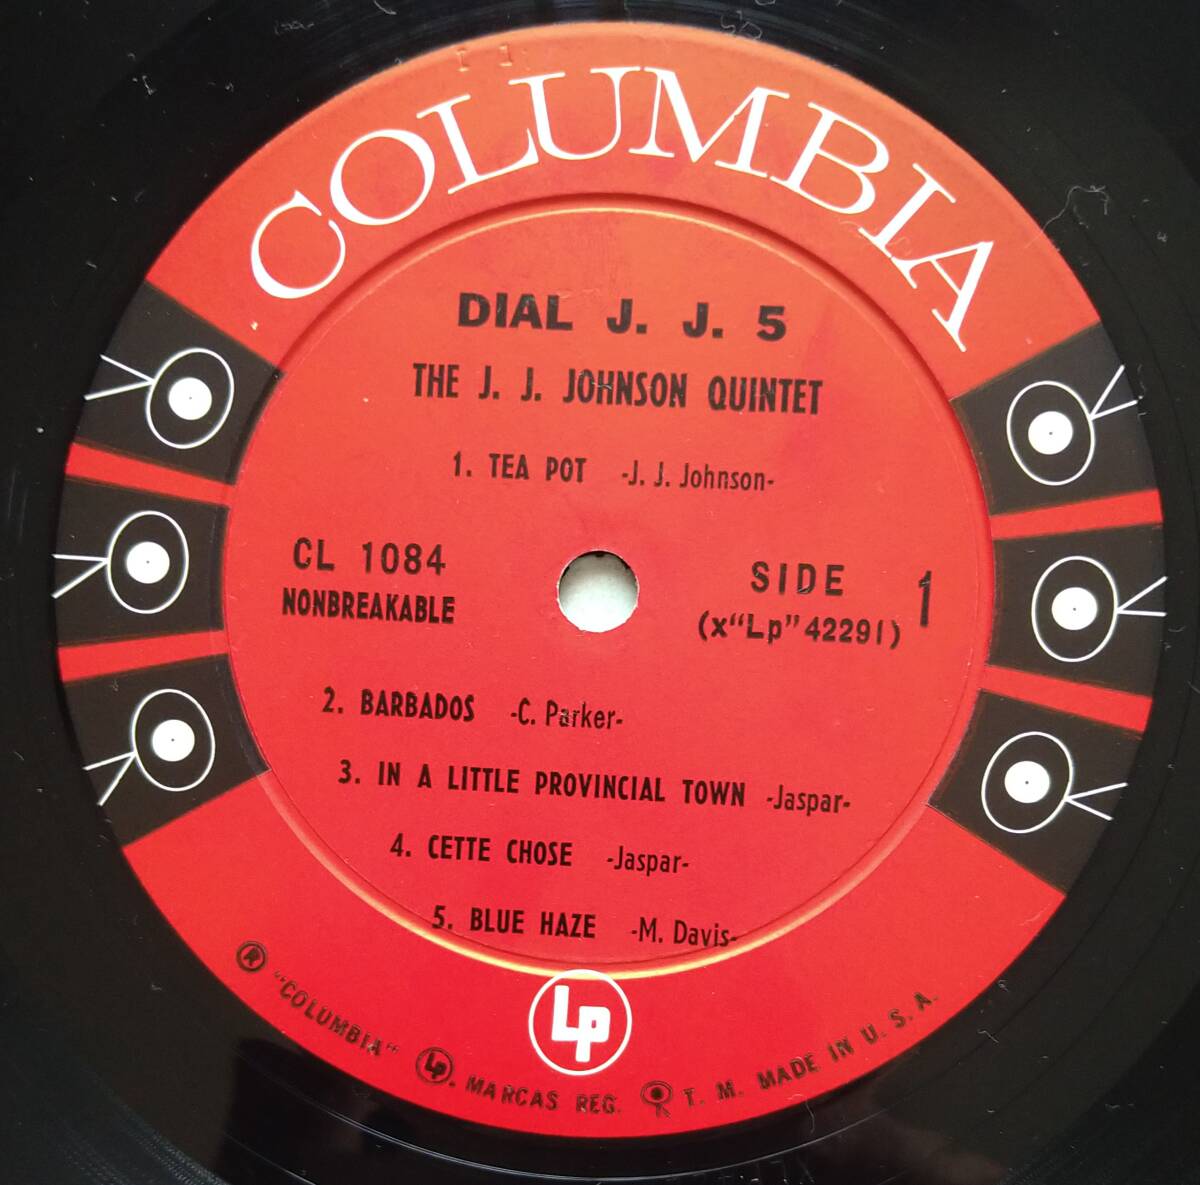 COLUMBIA
DIAL J. J. 5
THE J. J. JOHNSON QUINTET
1. TEA POT -J. J. Johnson-
CL 1084
NONBREAKABLE
SIDE 1
(x“Lp”42291)
2. BARBADOS -C. Parker-
3. IN A LITTLE PROVINCIAL TOWN -Jaspar-
4. CETTE CHOSE -Jaspar-
5. BLUE HAZE -M. Davis-
Lp
® “COLUMBIA” Lp. MARCAS REG. T. M. MADE IN U. S. A.